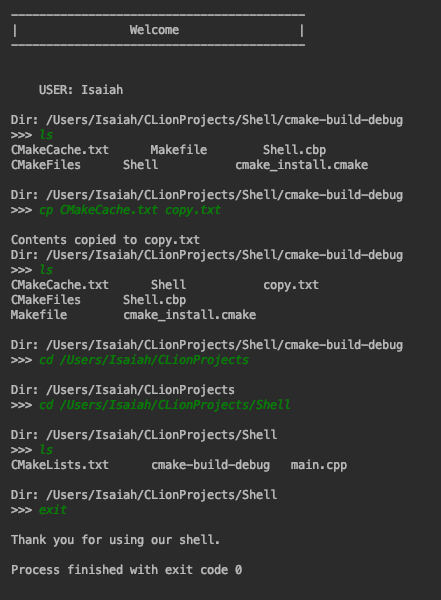 ------------------------------------------
|                Welcome                 |
------------------------------------------
USER: Isaiah
Dir: /Users/Isaiah/CLionProjects/Shell/cmake-build-debug
>>> ls
CMakeCache.txt      Makefile        Shell.cbp
CMakeFiles      Shell           cmake_install.cmake
Dir: /Users/Isaiah/CLionProjects/Shell/cmake-build-debug
>>> cp CMakeCache.txt copy.txt
Contents copied to copy.txt
Dir: /Users/Isaiah/CLionProjects/Shell/cmake-build-debug
>>> ls
CMakeCache.txt      Shell           copy.txt
CMakeFiles      Shell.cbp
Makefile        cmake_install.cmake
Dir: /Users/Isaiah/CLionProjects/Shell/cmake-build-debug
>>> cd /Users/Isaiah/CLionProjects
Dir: /Users/Isaiah/CLionProjects
>>> cd /Users/Isaiah/CLionProjects/Shell
Dir: /Users/Isaiah/CLionProjects/Shell
>>> ls
CMakeLists.txt      cmake-build-debug   main.cpp
Dir: /Users/Isaiah/CLionProjects/Shell
>>> exit
Thank you for using our shell.
Process finished with exit code 0